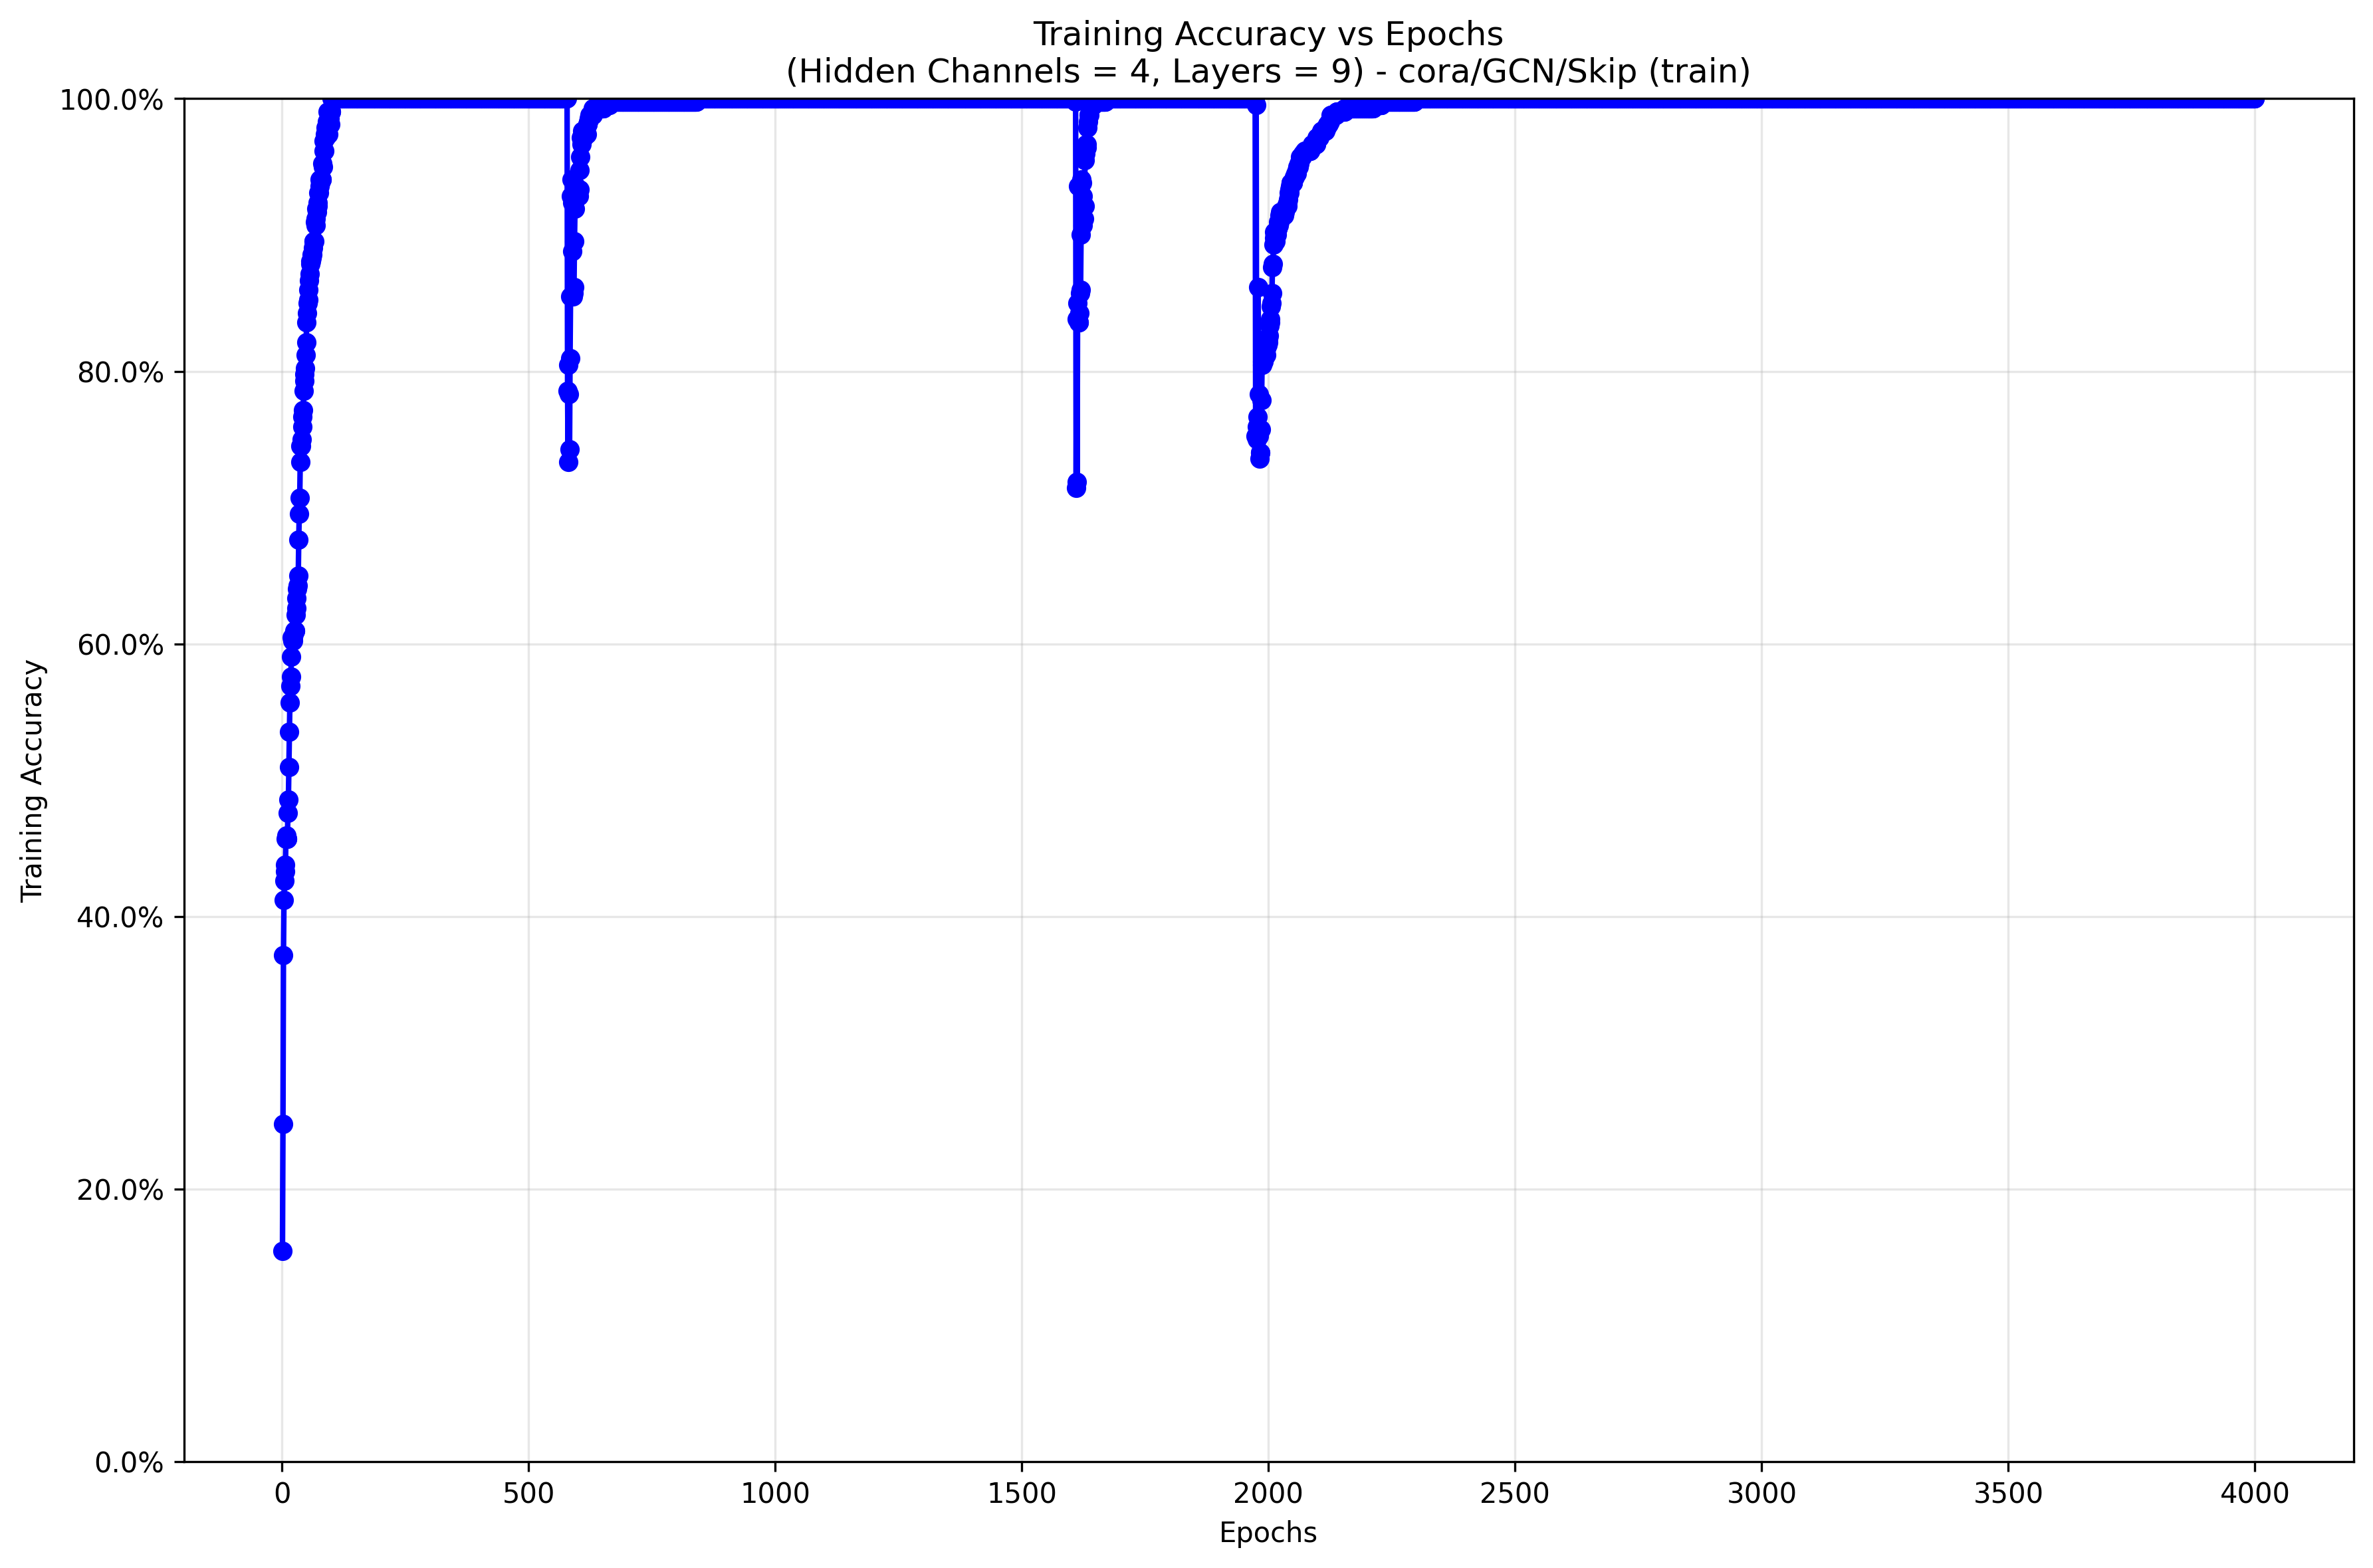 Training Accuracy vs Epochs
(Hidden Channels = 4, Layers = 9) - cora/GCN/Skip (train)
Training Accuracy
100.0%
80.0%
60.0%
40.0%
20.0%
0.0%
0 500 1000 1500 2000 2500 3000 3500 4000
Epochs